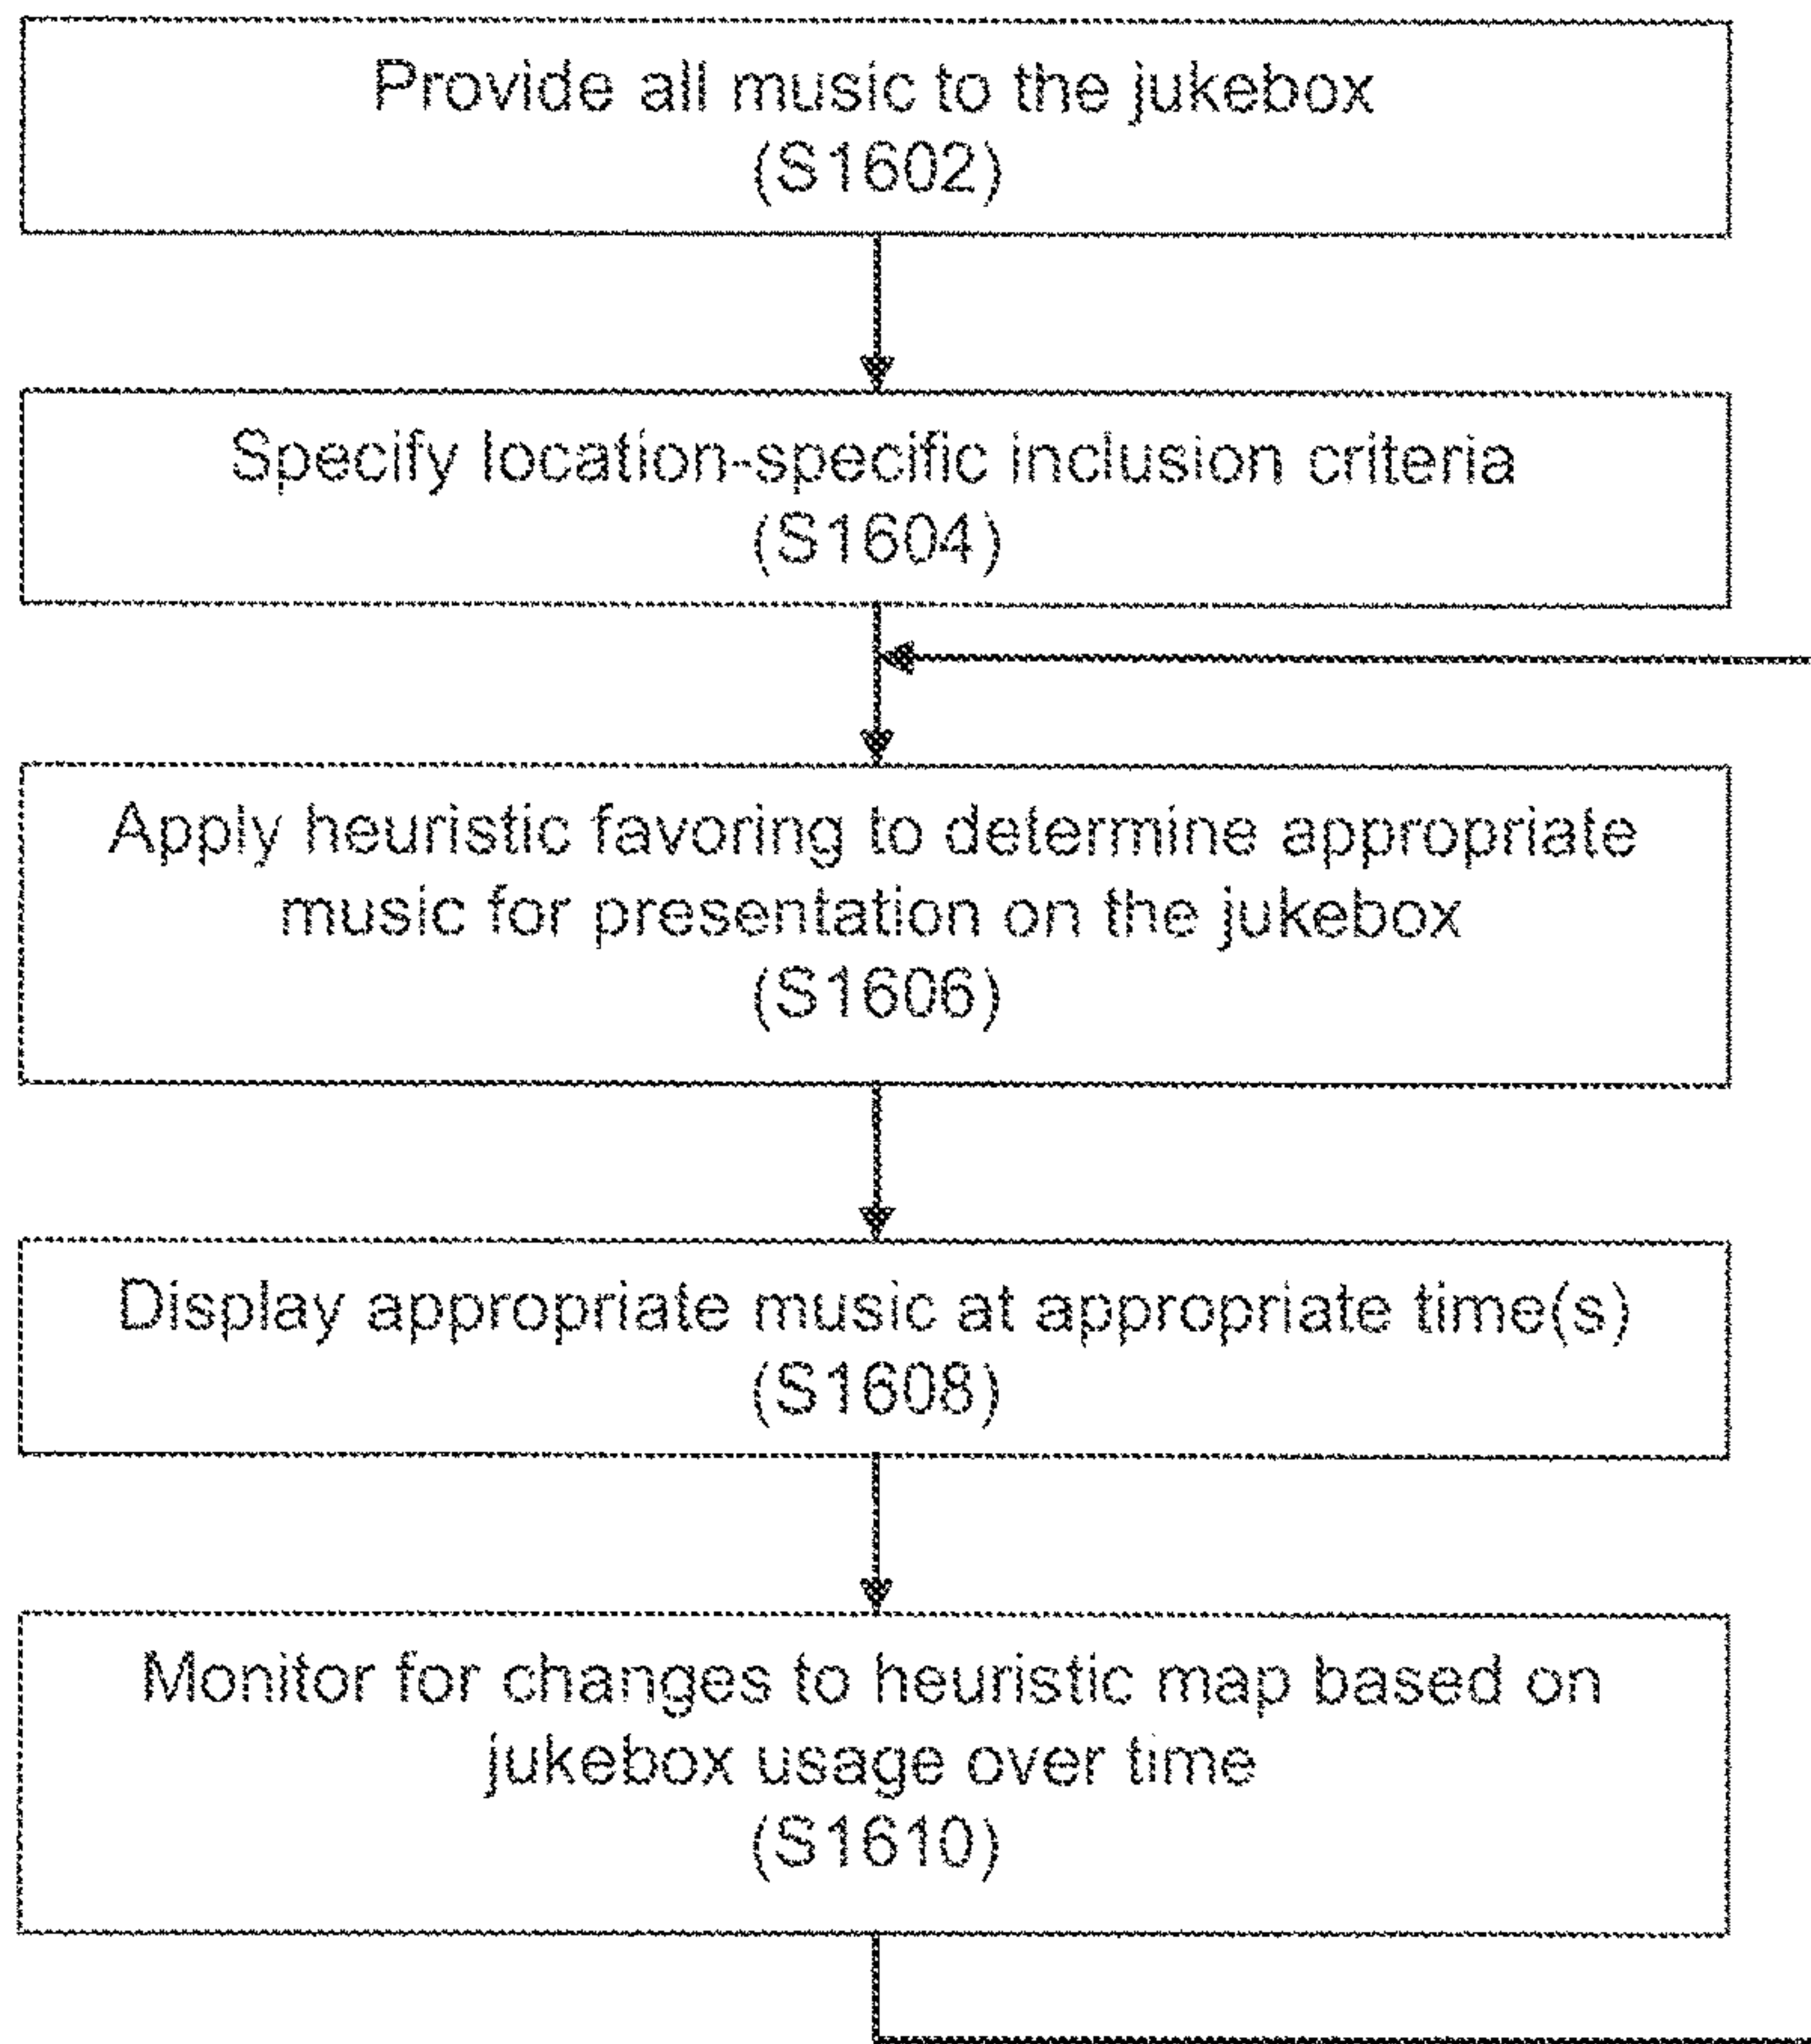 Provide all music to the jukebox
(S1602)
Specify location-specific inclusion criteria
(S1604)
Apply heuristic favoring to determine appropriate
music for presentation on the jukebox
(S1606)
Display appropriate music at appropriate time(s)
(S1608)
Monitor for changes to heuristic map based on
jukebox usage over time
(S1610)